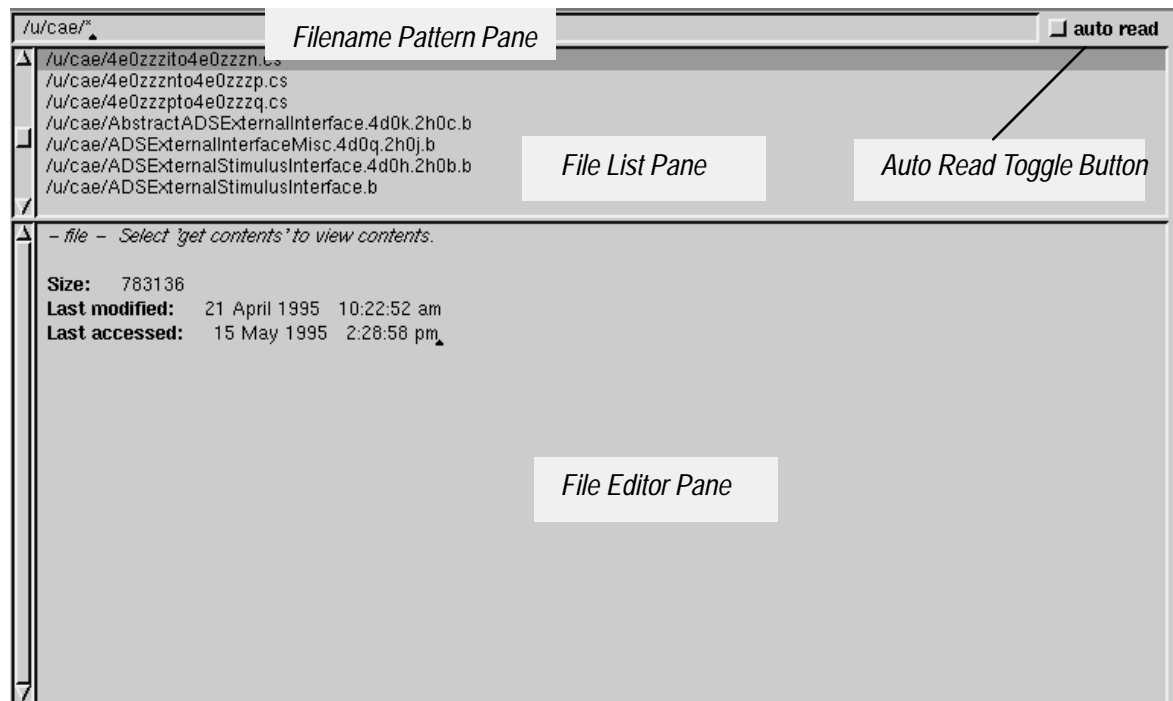 /u/cae/*
Filename Pattern Pane
auto read
/u/cae/4e0zzzito4e0zzzn.cs
/u/cae/4e0zzznto4e0zzzp.cs
/u/cae/4e0zzzpto4e0zzzq.cs
/u/cae/AbstractADSExternalInterface.4d0k.2h0c.b
/u/cae/ADSExternalInterfaceMisc.4d0q.2h0j.b
/u/cae/ADSExternalStimulusInterface.4d0h.2h0b.b
/u/cae/ADSExternalStimulusInterface.b
File List Pane
Auto Read Toggle Button
– file – Select 'get contents' to view contents.
Size: 783136
Last modified: 21 April 1995 10:22:52 am
Last accessed: 15 May 1995 2:28:58 pm
File Editor Pane